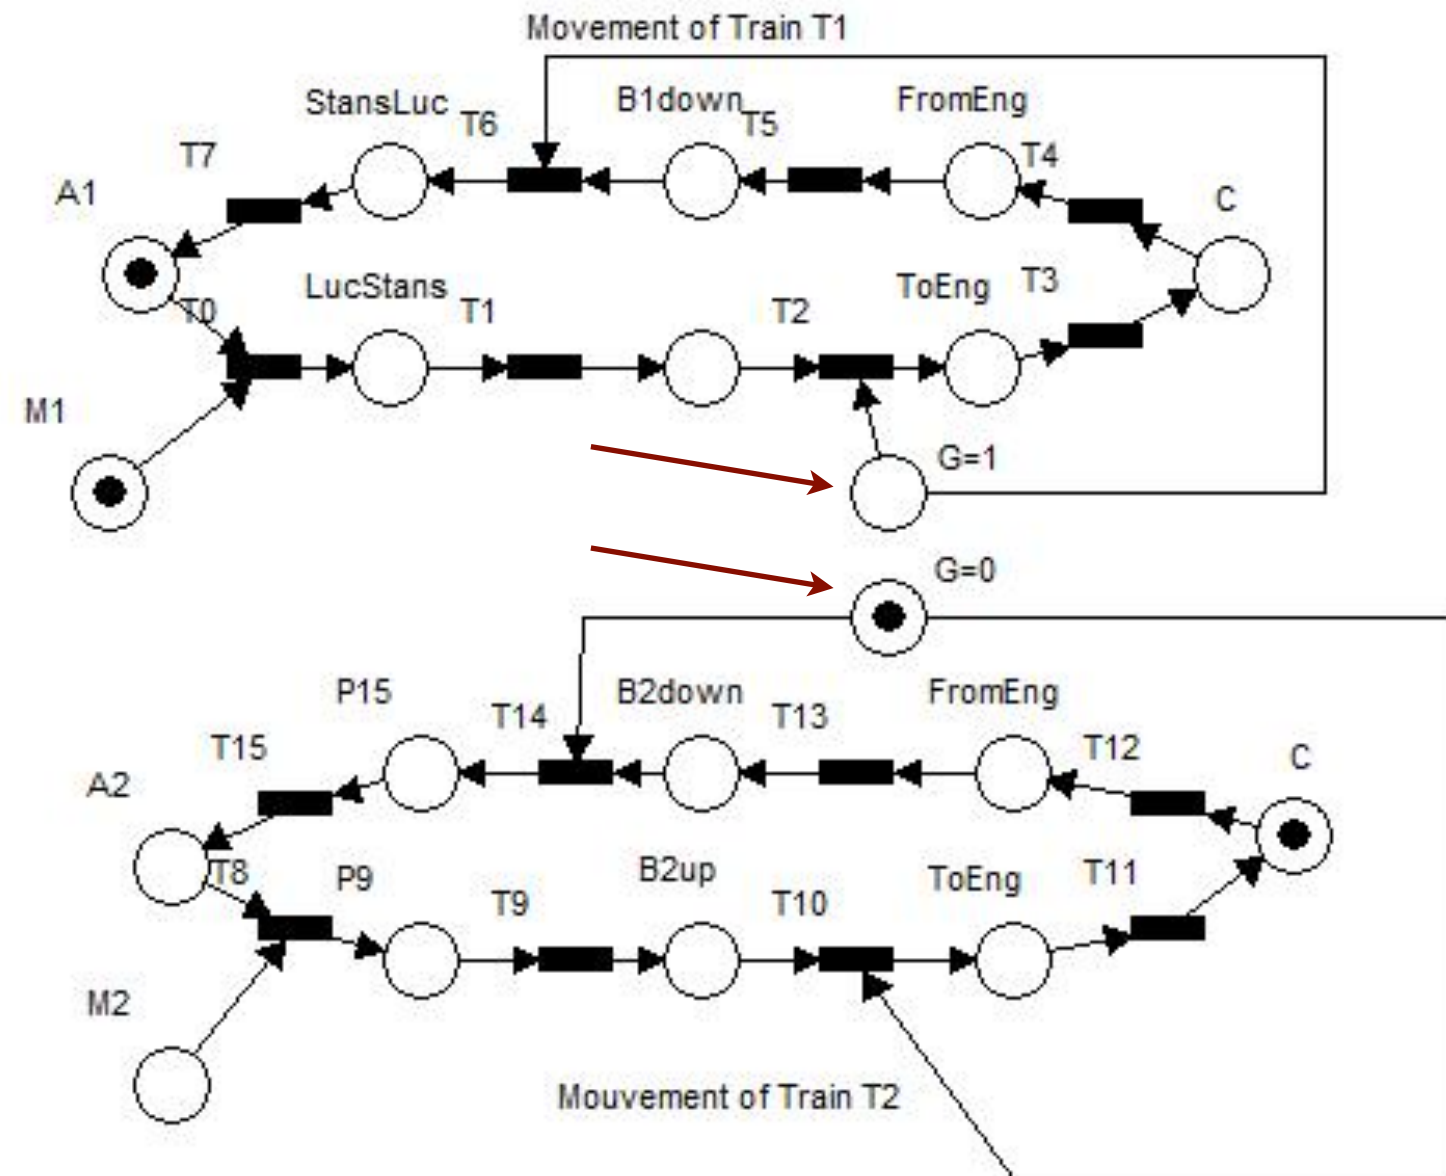 Movement of Train T1
StansLuc
T6
B1down
T5
FromEng
T7
T4
A1
C
T0
LucStans
T1
T2
ToEng
T3
M1
G=1
G=0
P15
T14
B2down
T13
FromEng
T15
T12
C
A2
T8
P9
T9
B2up
T10
ToEng
T11
M2
Mouvement of Train T2